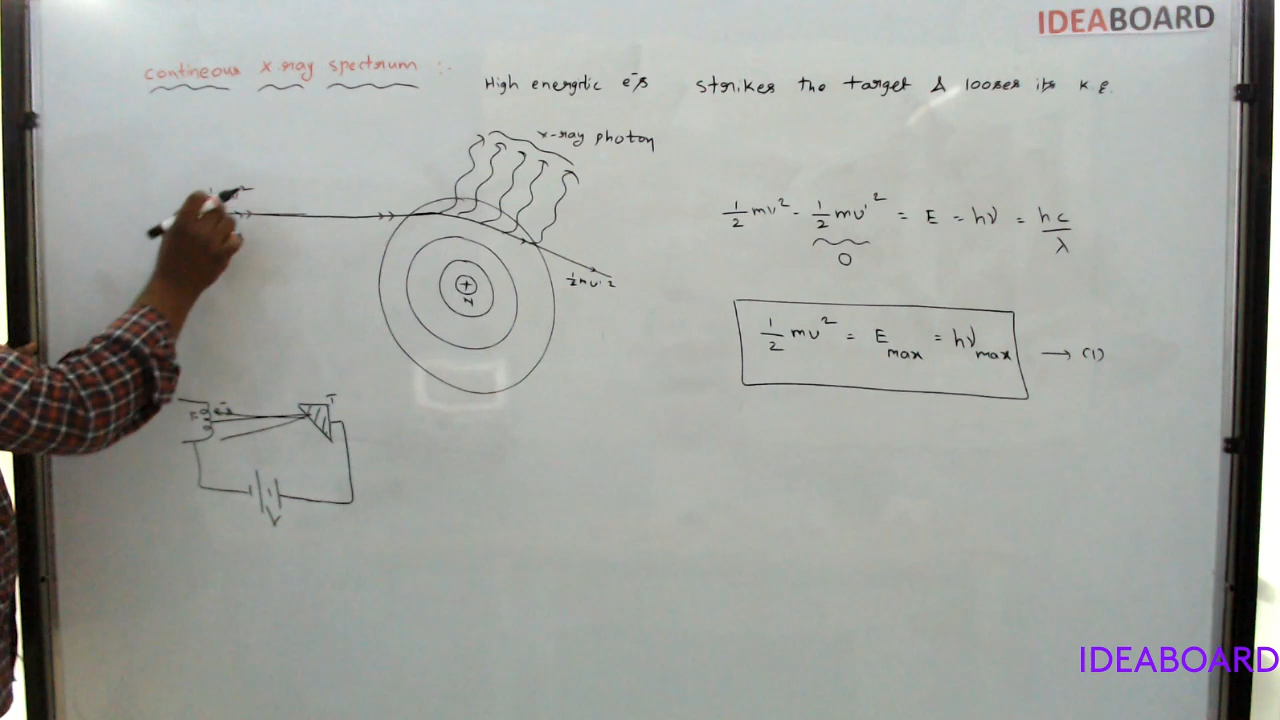 IDEABOARD
contineous x-ray spectrum :-
High energitic e⁻s strikes the target & looses its K.E.
x-ray photon
½mv² - ½mv'² = E = hν = hc/λ
0
½mv'²
+
N
½mv² = E max = hν max → (1)
T
F e⁻s
V
IDEABOARD